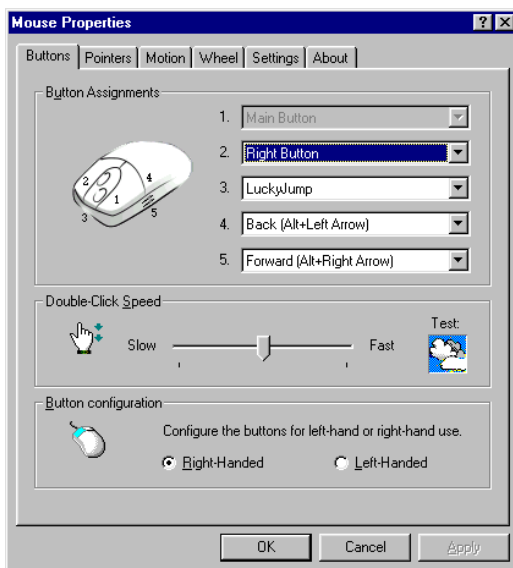 Mouse Properties
Buttons Pointers Motion Wheel Settings About
Button Assignments
1. Main Button
2. Right Button
3. LuckyJump
4. Back (Alt+Left Arrow)
5. Forward (Alt+Right Arrow)
2 4
1
3 5
Double-Click Speed
Test:
Slow Fast
Button configuration
Configure the buttons for left-hand or right-hand use.
Right-Handed Left-Handed
OK Cancel Apply